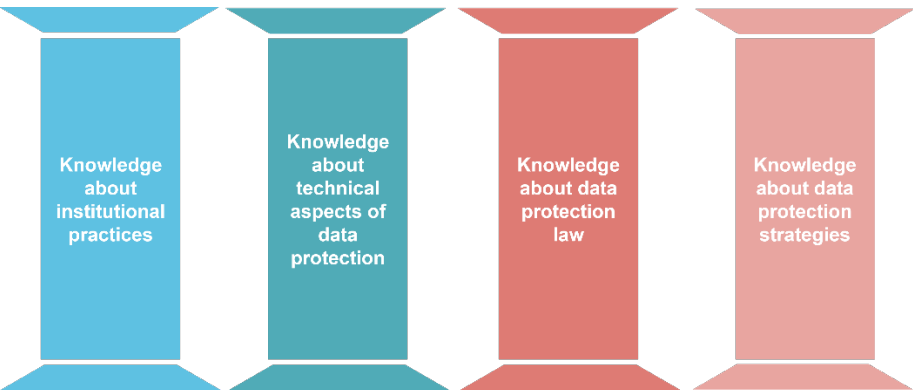 Knowledge
about
institutional
practices
Knowledge
about
technical
aspects of
data
protection
Knowledge
about data
protection
law
Knowledge
about data
protection
strategies